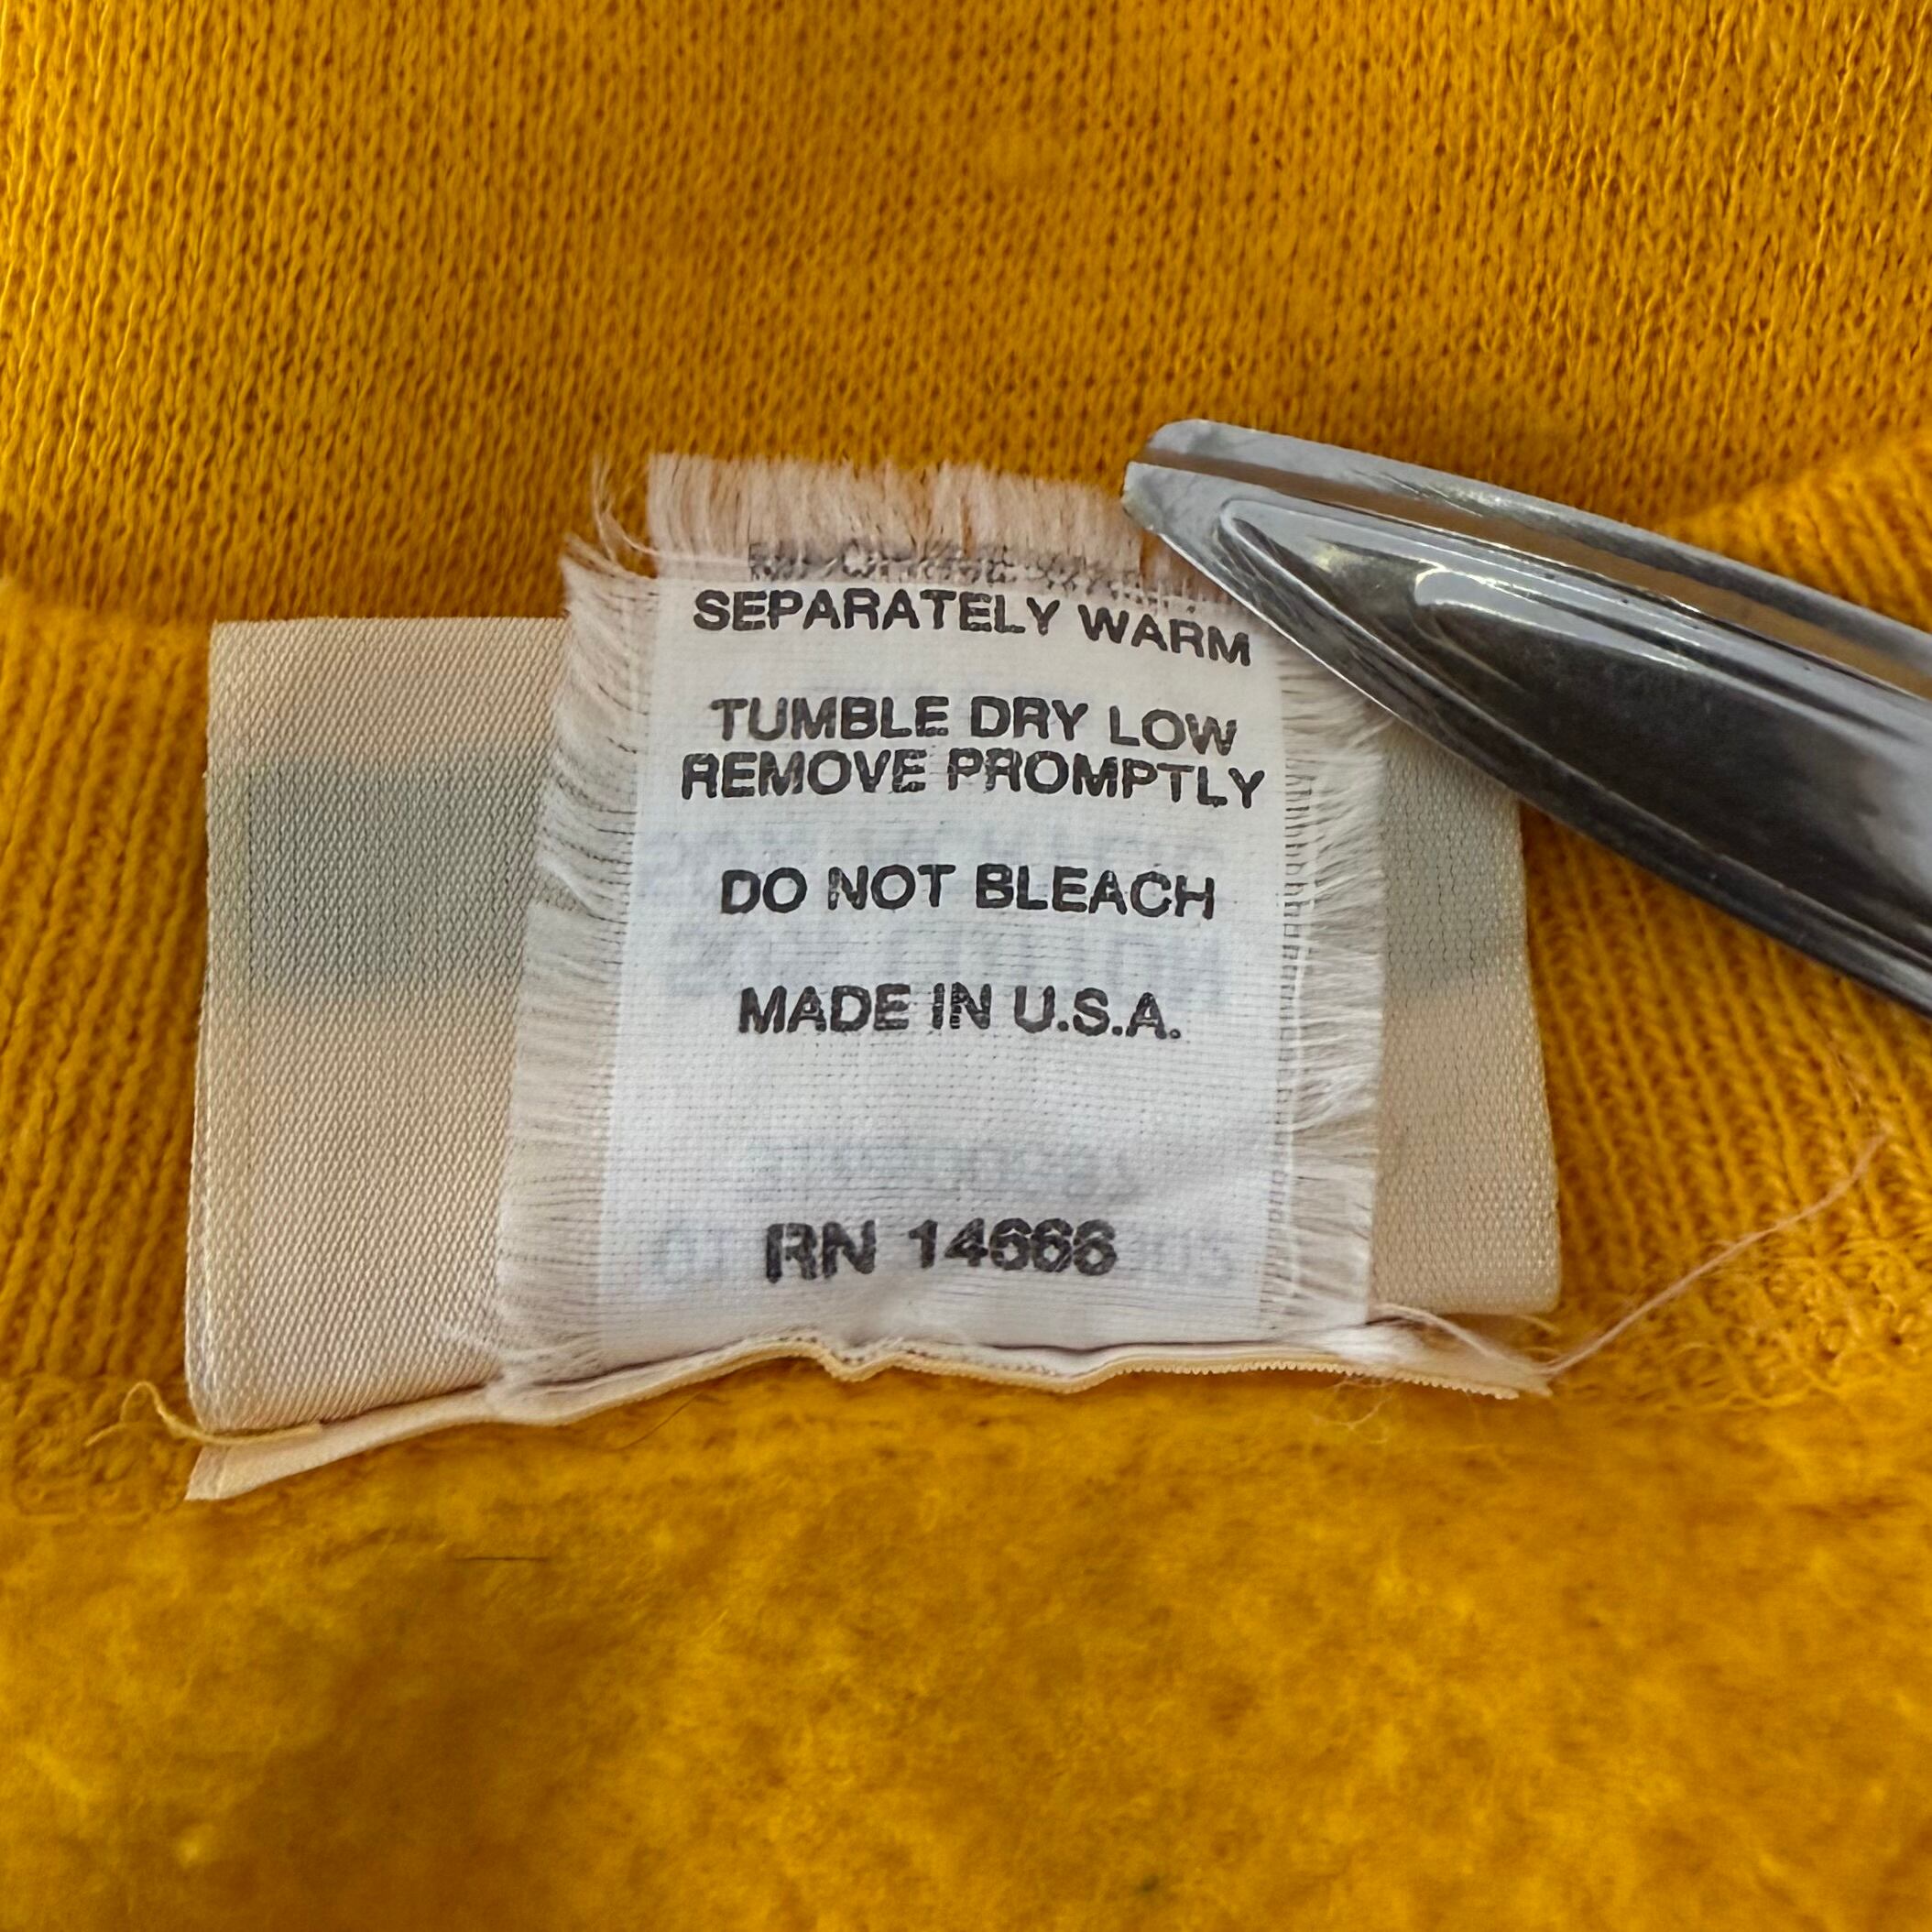 SEPARATELY WARM
TUMBLE DRY LOW
REMOVE PROMPTLY
DO NOT BLEACH
MADE IN U.S.A.
RN 14666